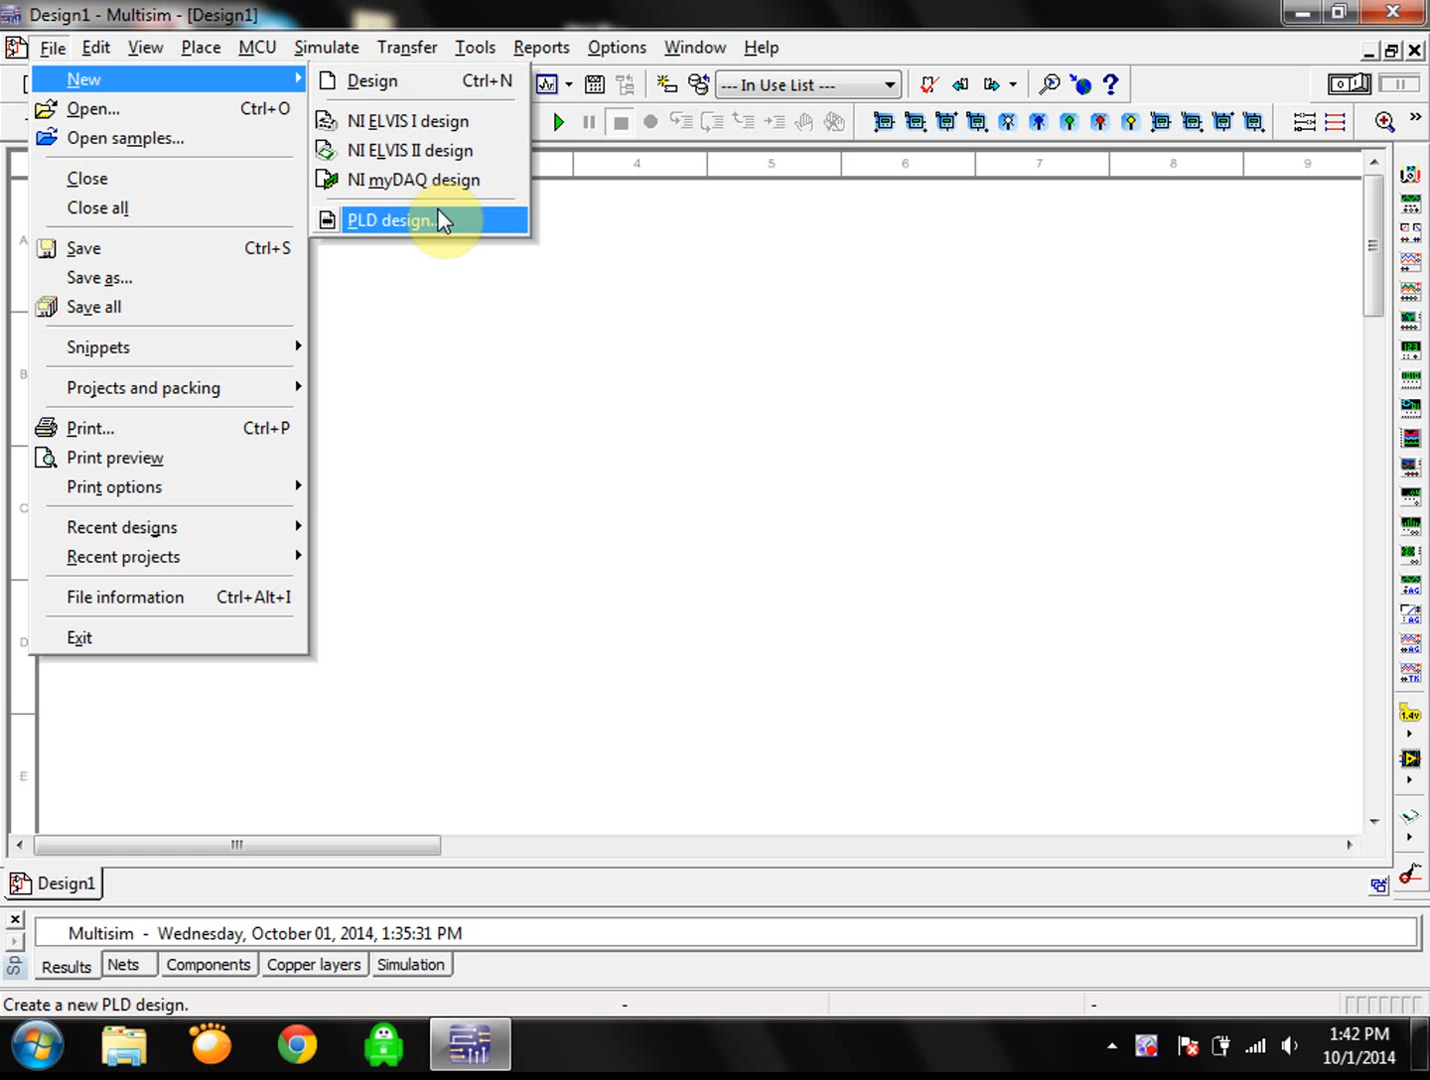 Design1 - Multisim - [Design1]
File Edit View Place MCU Simulate Transfer Tools Reports Options Window Help
New
Design Ctrl+N
--- In Use List ---
Open... Ctrl+O
Open samples...
NI ELVIS I design
NI ELVIS II design
NI myDAQ design
PLD design...
Close
Close all
Save Ctrl+S
Save as...
Save all
Snippets
Projects and packing
Print... Ctrl+P
Print preview
Print options
Recent designs
Recent projects
File information Ctrl+Alt+I
Exit
4 5 6 7 8 9
A
B
C
D
E
Design1
Multisim - Wednesday, October 01, 2014, 1:35:31 PM
Results Nets Components Copper layers Simulation
Create a new PLD design. - -
1:42 PM
10/1/2014